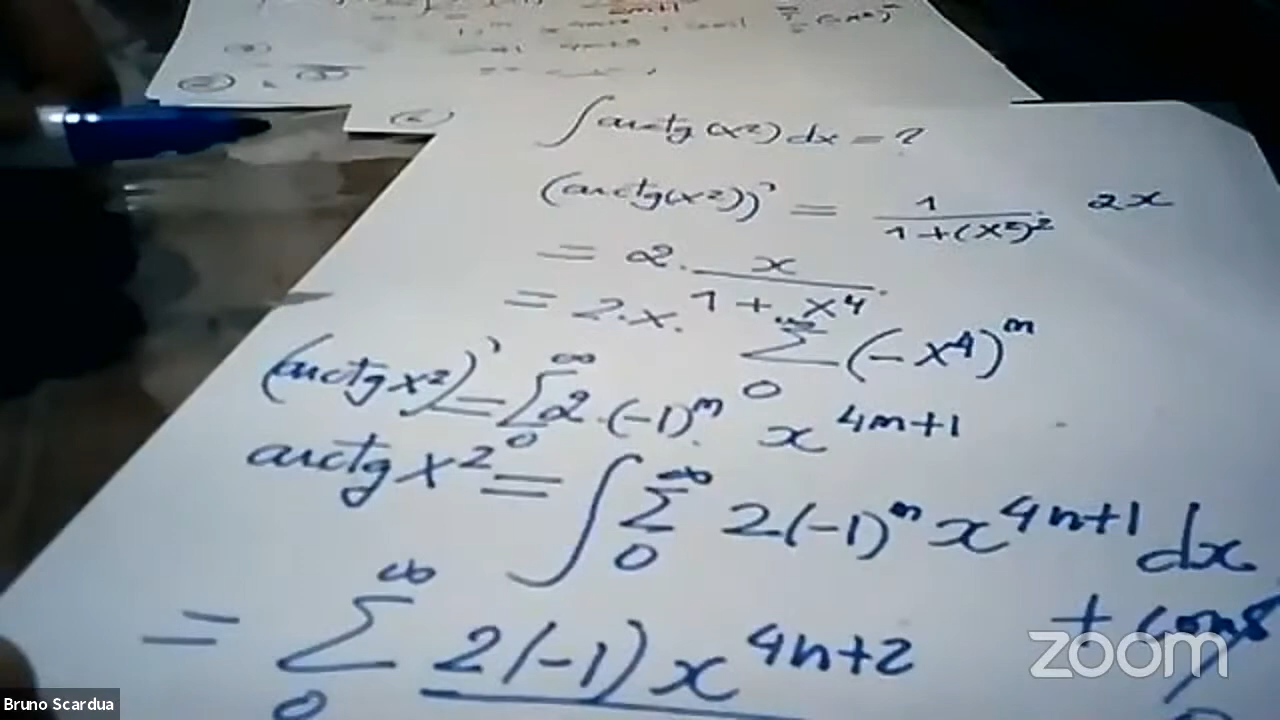 ∫ arctg(x²) dx = ?
(arctg(x²))' = 1/(1+(x²)²) 2x
= 2 · x/(1+x⁴)
= 2·x· ∑₀^∞ (-x⁴)ⁿ
(arctg x²)' = ∑₀^∞ 2·(-1)ⁿ x⁴ⁿ⁺¹
arctg x² = ∫ ∑₀^∞ 2(-1)ⁿ x⁴ⁿ⁺¹ dx
= ∑₀^∞ 2(-1) x⁴ⁿ⁺² + cons
zoom
Bruno Scardua